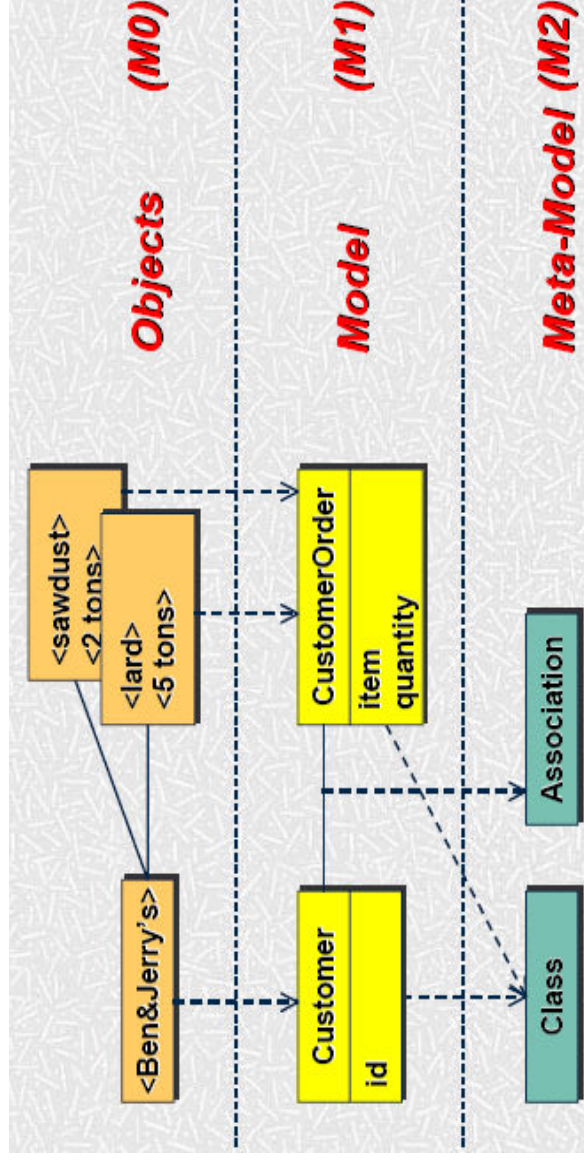 <sawdust>
<2 tons>
<lard>
<5 tons>
<Ben&Jerry's>
Objects (M0)
Customer
id
CustomerOrder
item
quantity
Model (M1)
Class
Association
Meta-Model (M2)